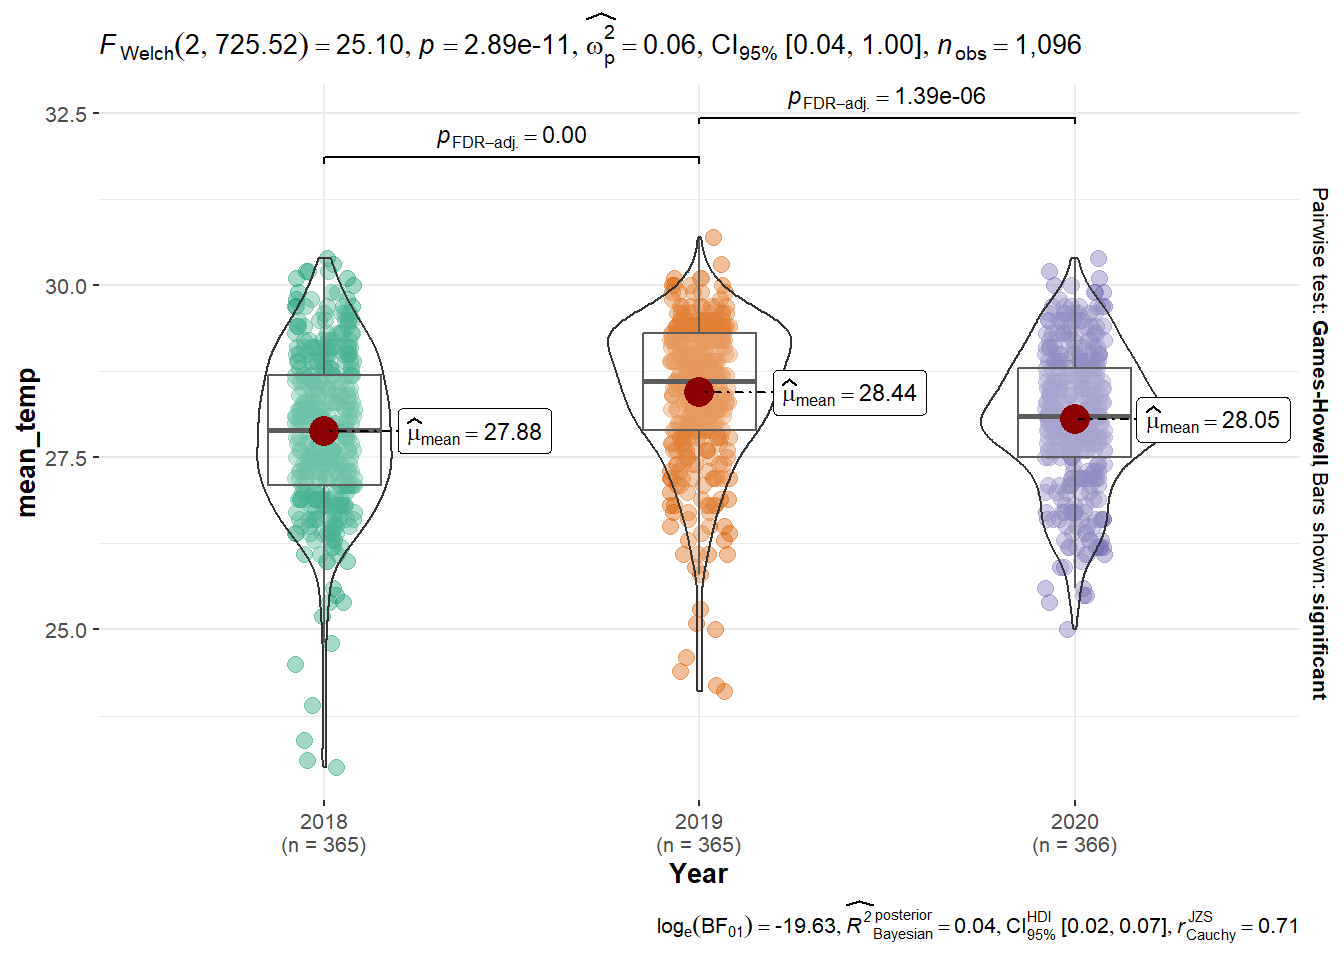 F Welch(2, 725.52) = 25.10, p = 2.89e-11, ω̂²p = 0.06, CI95% [0.04, 1.00], n obs = 1,096
32.5
30.0
27.5
25.0
mean_temp
pFDR−adj. = 0.00
pFDR−adj. = 1.39e-06
μ̂mean = 27.88
μ̂mean = 28.44
μ̂mean = 28.05
Pairwise test: Games-Howell, Bars shown: significant
2018
(n = 365)
2019
(n = 365)
2020
(n = 366)
Year
loge(BF01) = -19.63, R̂² posterior Bayesian = 0.04, CI HDI 95% [0.02, 0.07], r JZS Cauchy = 0.71